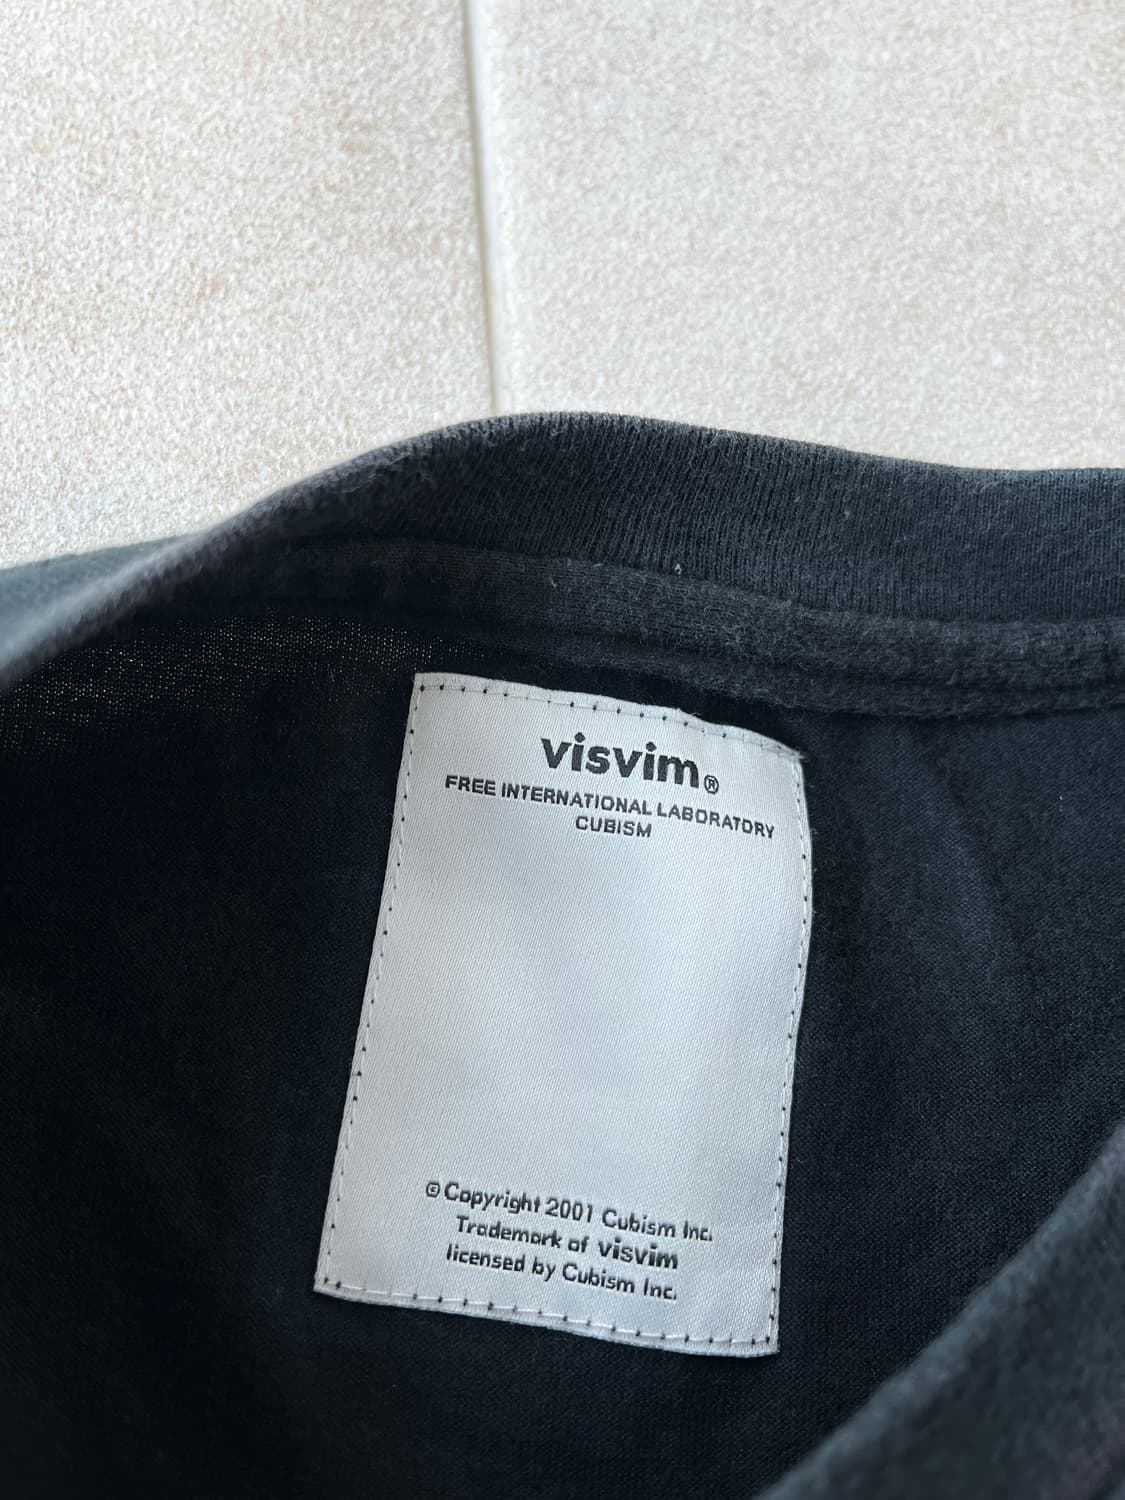 visvim®
FREE INTERNATIONAL LABORATORY
CUBISM
© Copyright 2001 Cubism Inc.
Trademark of visvim
licensed by Cubism Inc.